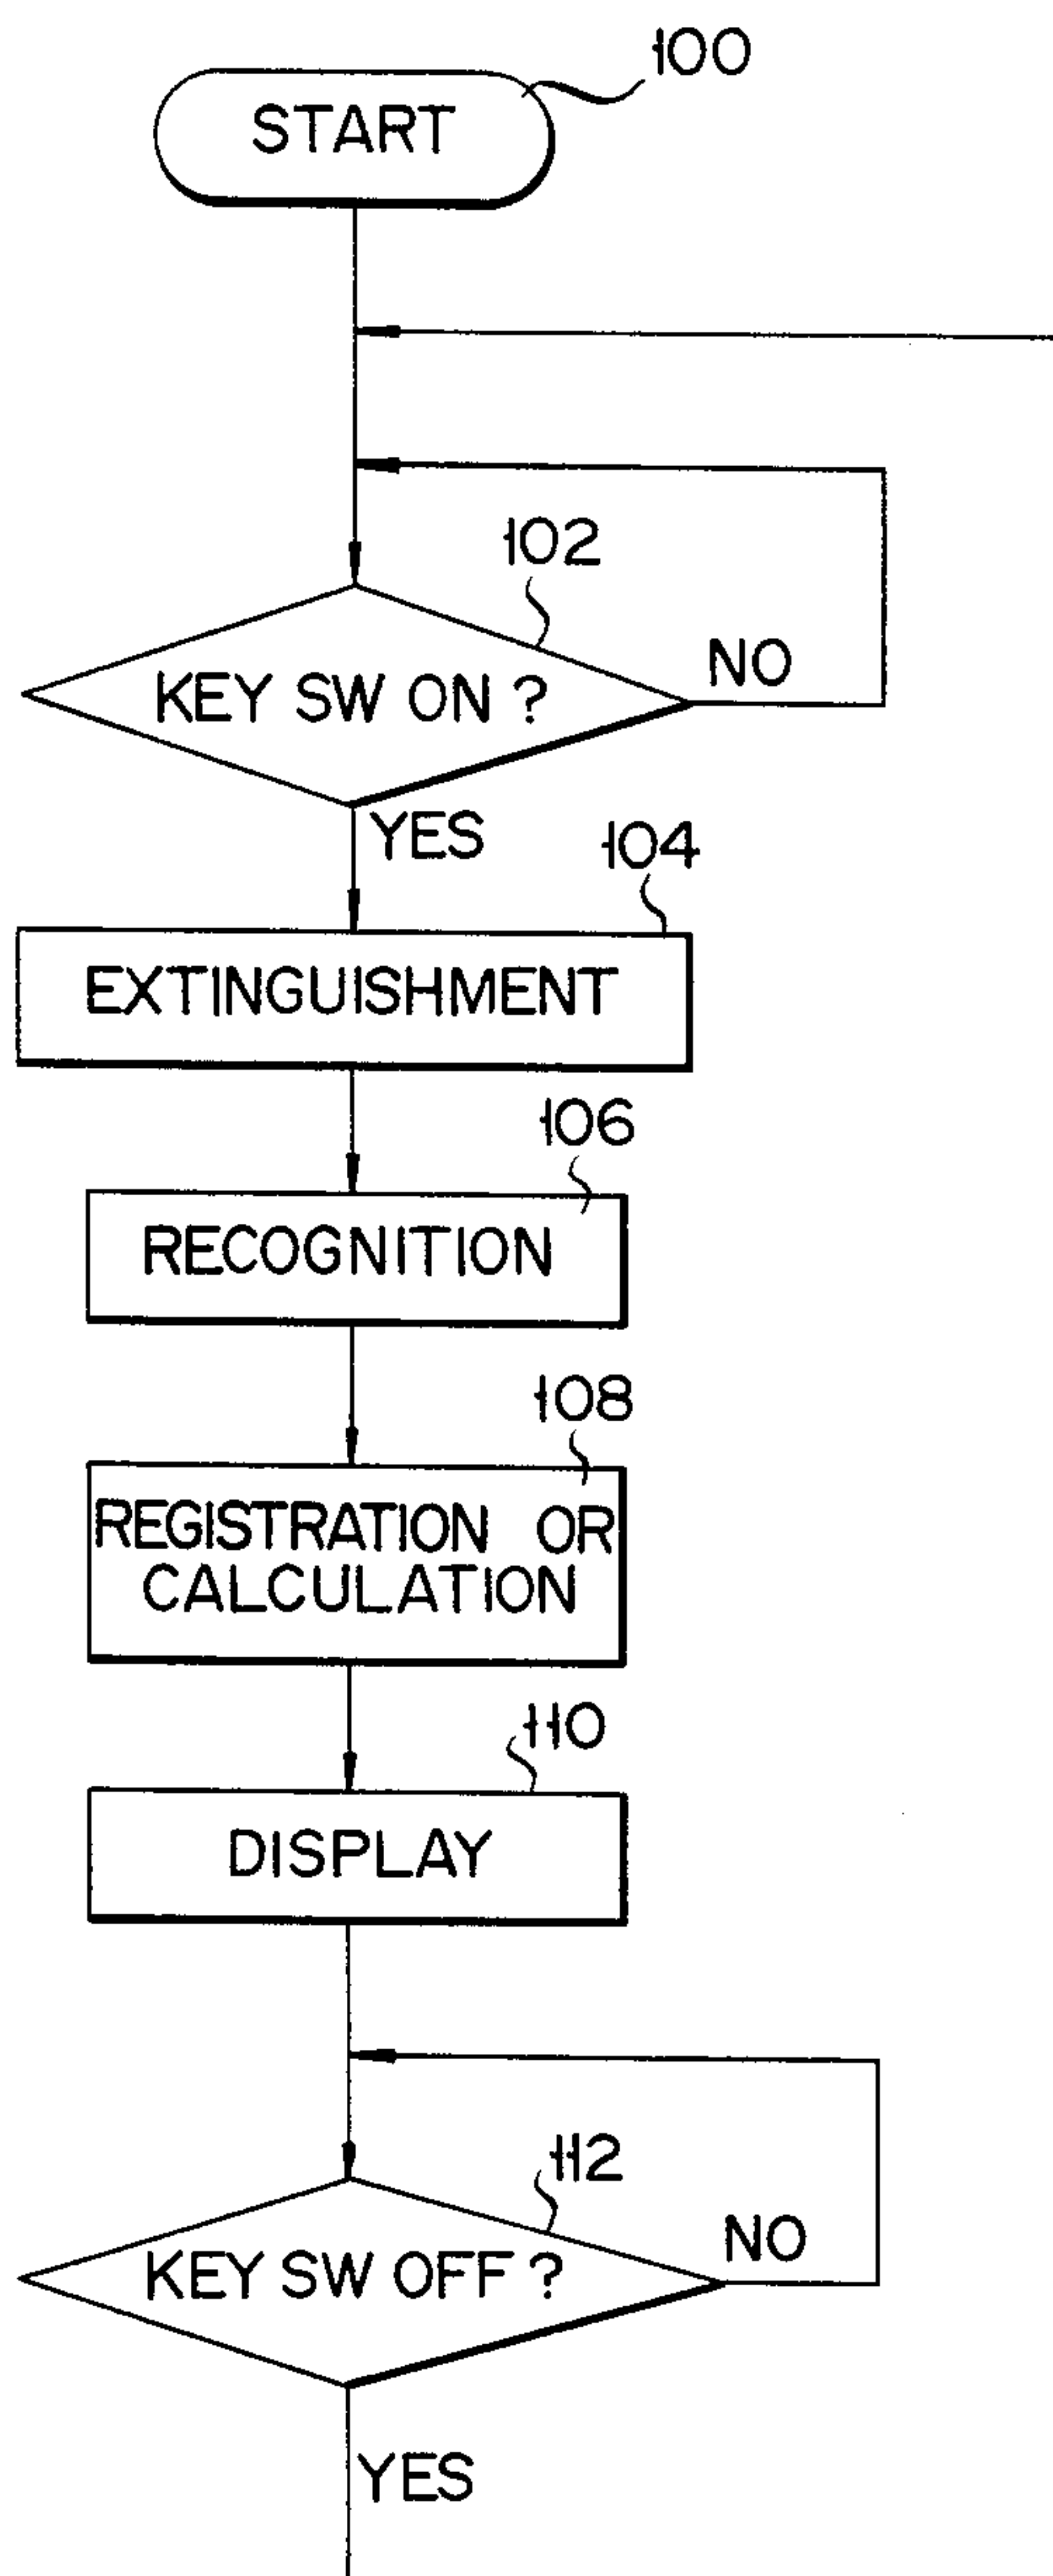 100
START
102
KEY SW ON ?
NO
YES
104
EXTINGUISHMENT
106
RECOGNITION
108
REGISTRATION OR
CALCULATION
110
DISPLAY
112
KEY SW OFF ?
NO
YES